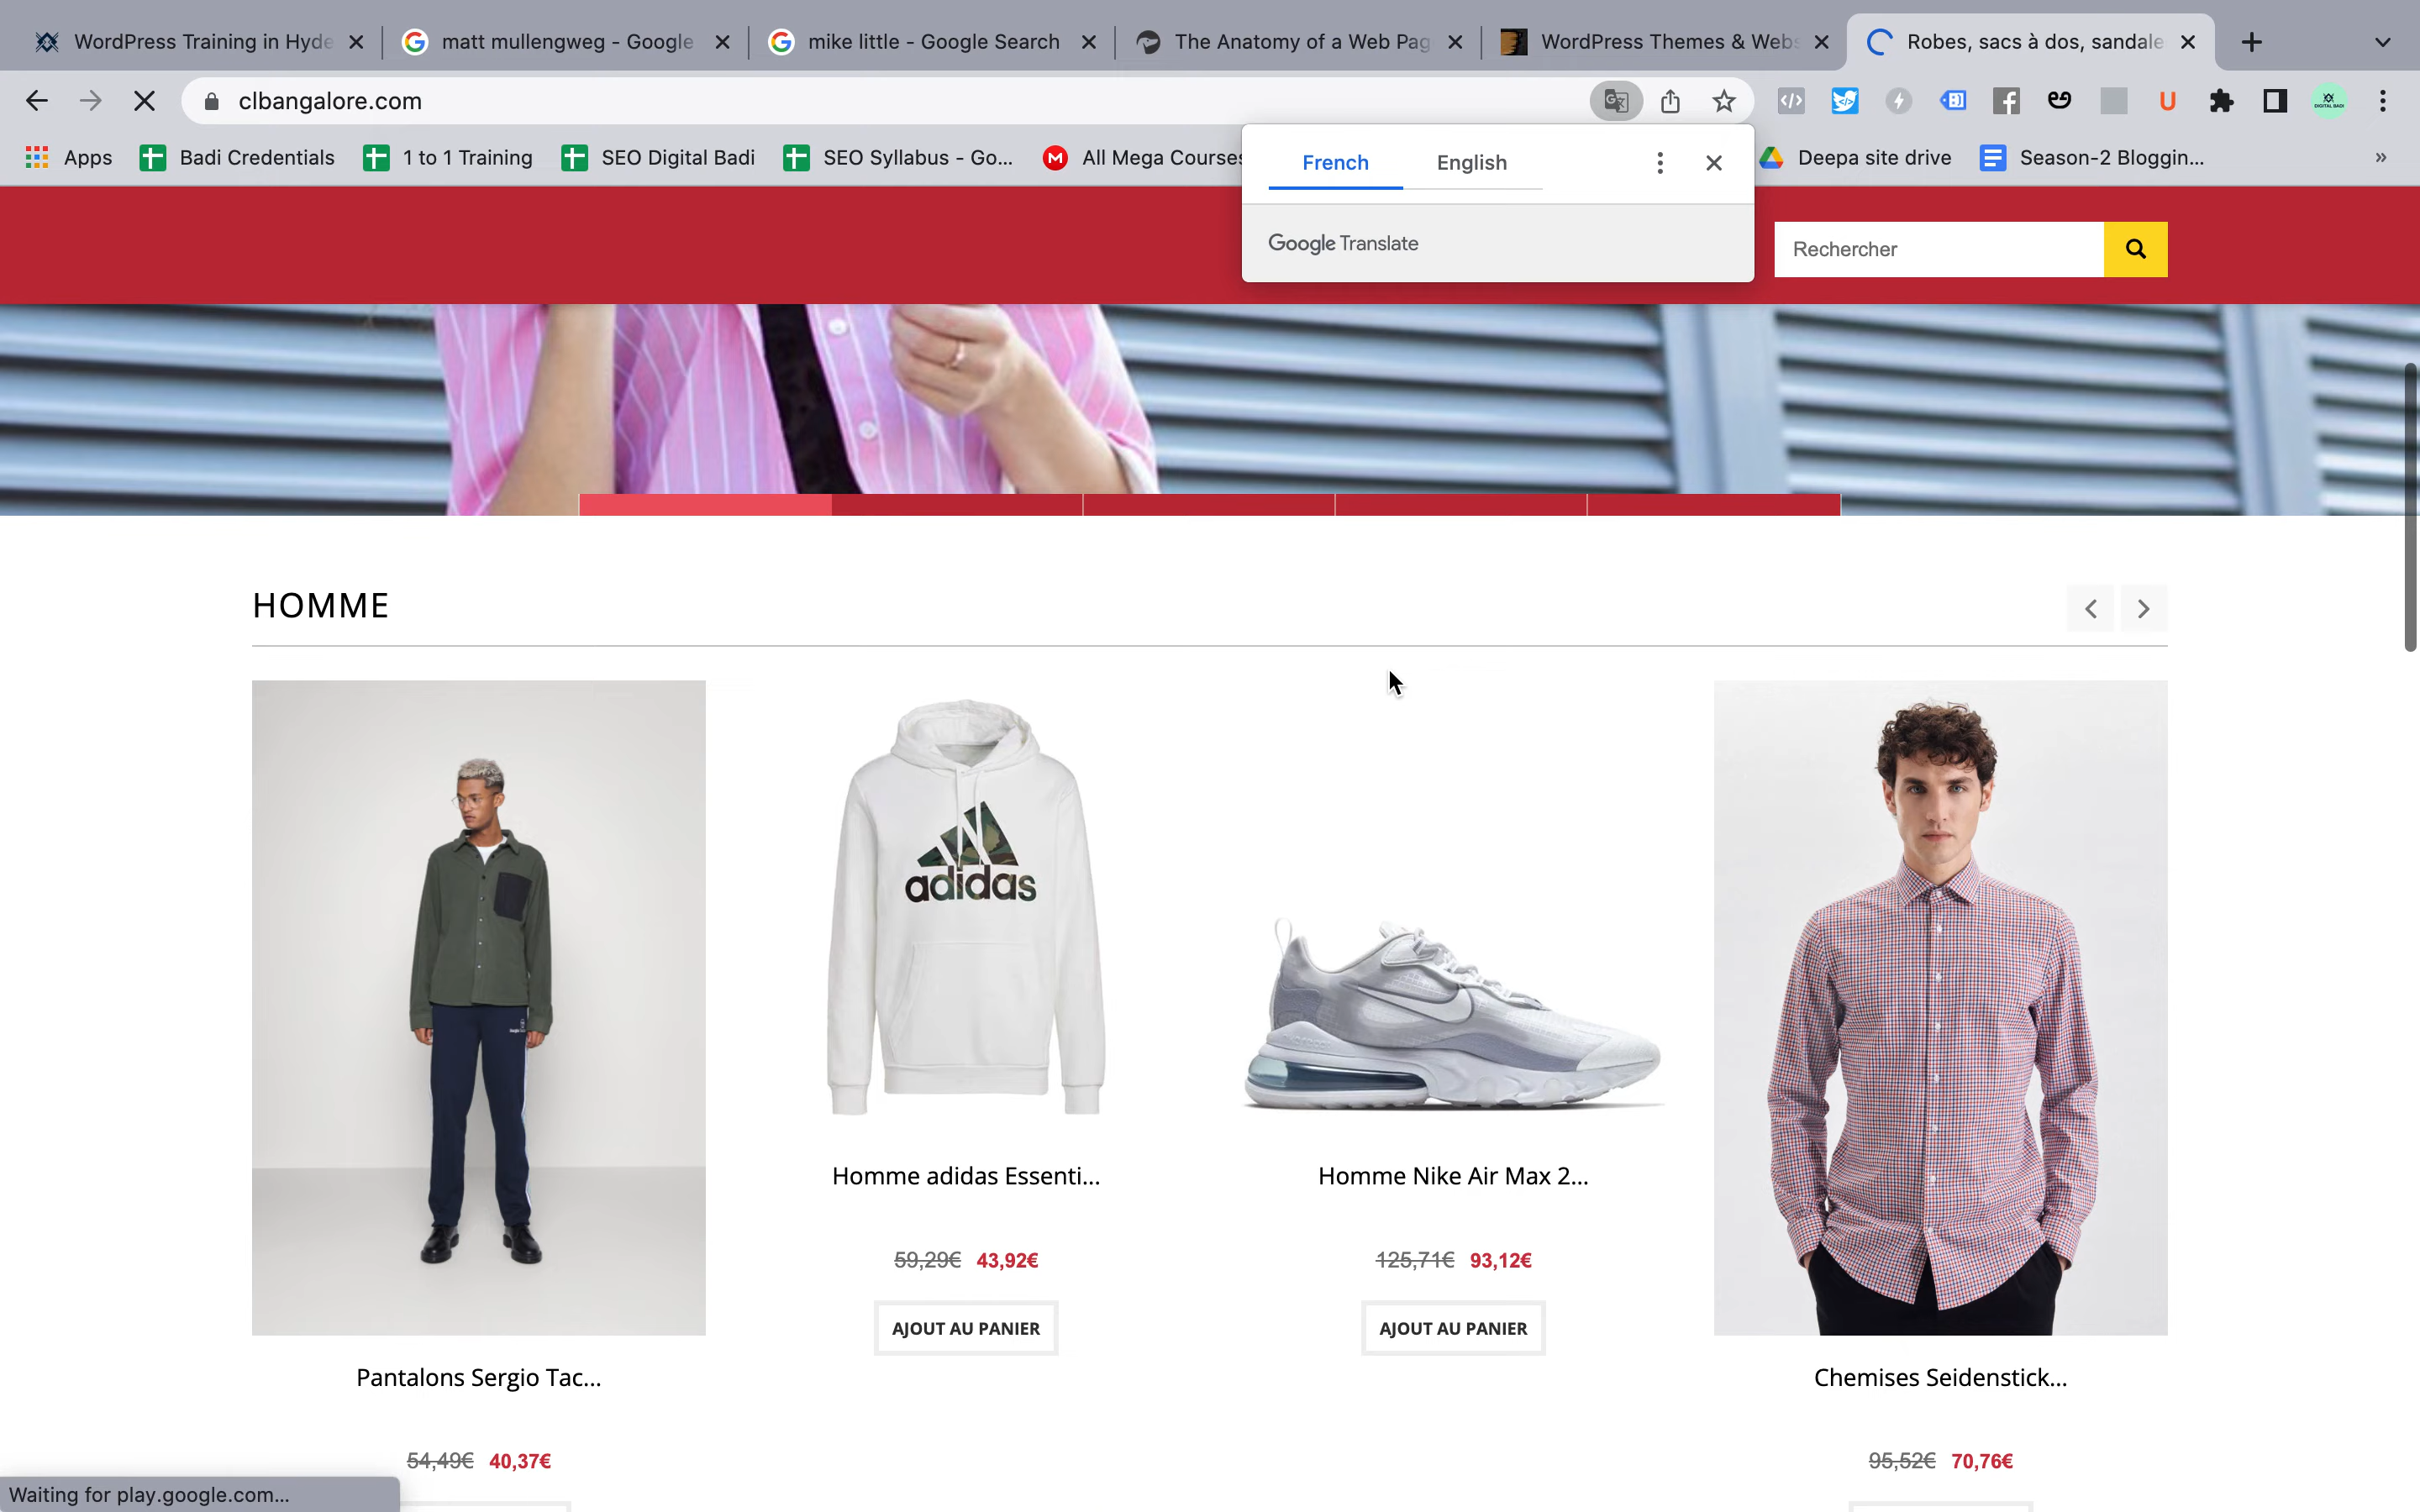 WordPress Training in Hyde
matt mullengweg - Google
mike little - Google Search
The Anatomy of a Web Pag
WordPress Themes & Webs
Robes, sacs à dos, sandale
clbangalore.com
Apps
Badi Credentials
1 to 1 Training
SEO Digital Badi
SEO Syllabus - Go...
All Mega Courses
Deepa site drive
Season-2 Bloggin...
»
French
English
Google Translate
Rechercher
HOMME
adidas
Homme adidas Essenti...
Homme Nike Air Max 2...
59,29€ 43,92€
125,71€ 93,12€
AJOUT AU PANIER
AJOUT AU PANIER
Pantalons Sergio Tac...
Chemises Seidenstick...
54,49€ 40,37€
95,52€ 70,76€
Waiting for play.google.com...